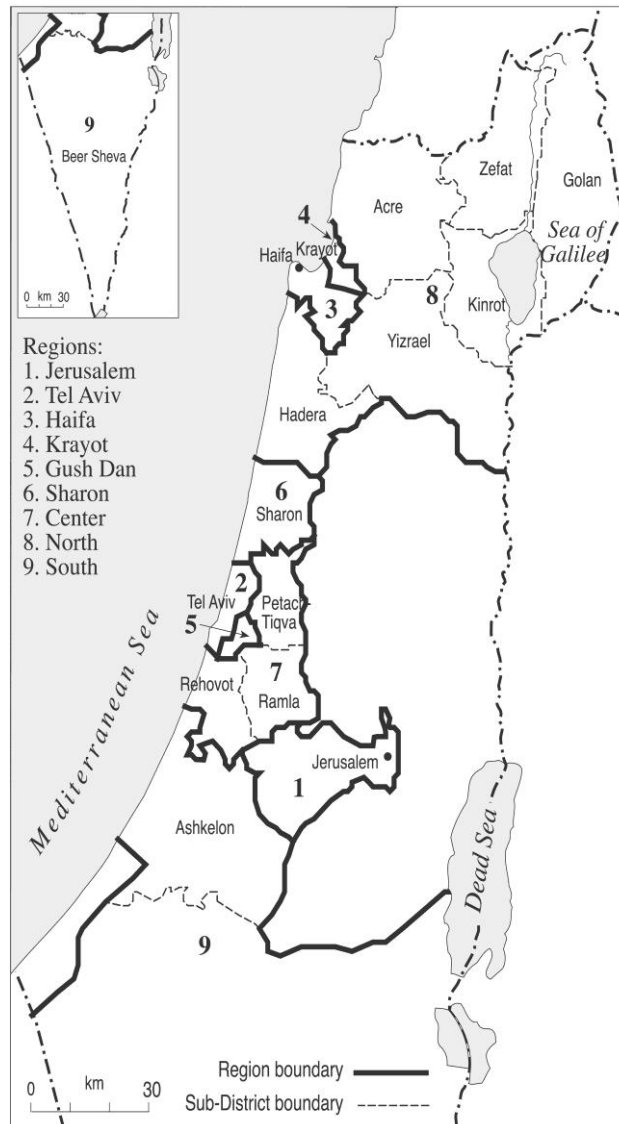 9
Beer Sheva
0 km 30
Regions:
1. Jerusalem
2. Tel Aviv
3. Haifa
4. Krayot
5. Gush Dan
6. Sharon
7. Center
8. North
9. South
Zefat
Golan
Acre
Sea of
Galilee
4
Krayot
Haifa
3
8
Kinrot
Yizrael
Hadera
6
Sharon
2
Tel Aviv
Petach-
Tiqva
5
7
Rehovot
Ramla
Jerusalem
1
Mediterranean Sea
Ashkelon
Dead Sea
9
0 km 30
Region boundary
Sub-District boundary